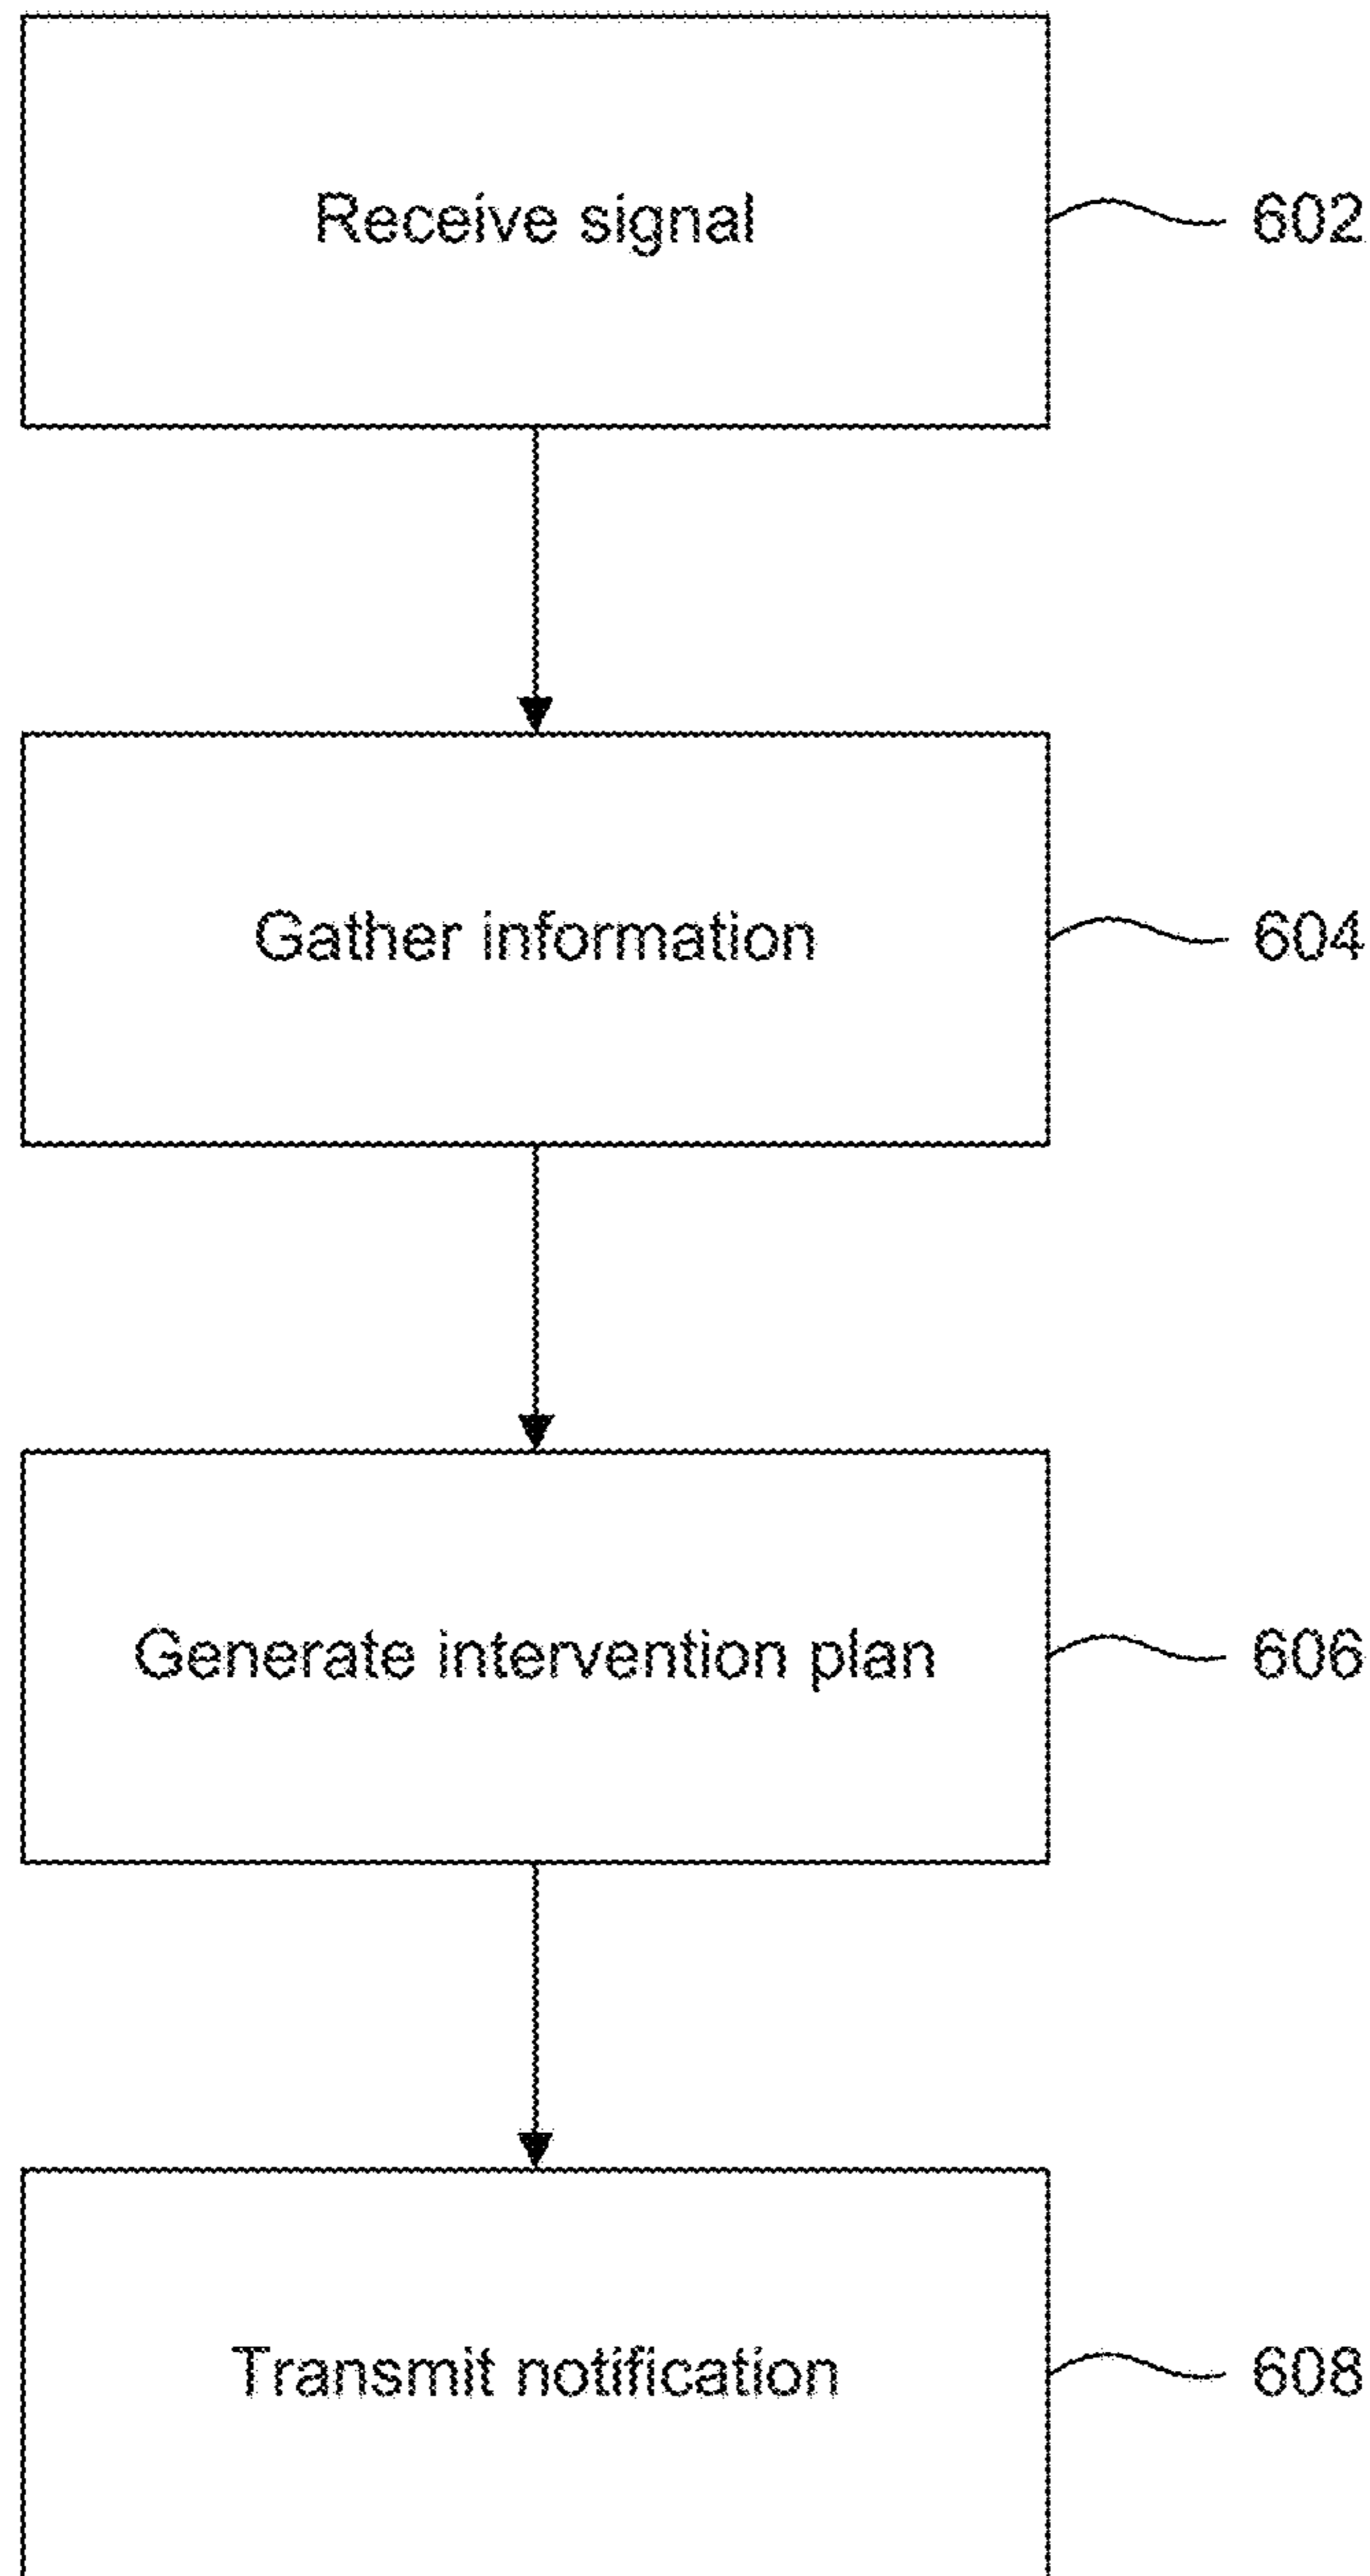 Receive signal
602
Gather information
604
Generate intervention plan
606
Transmit notification
608